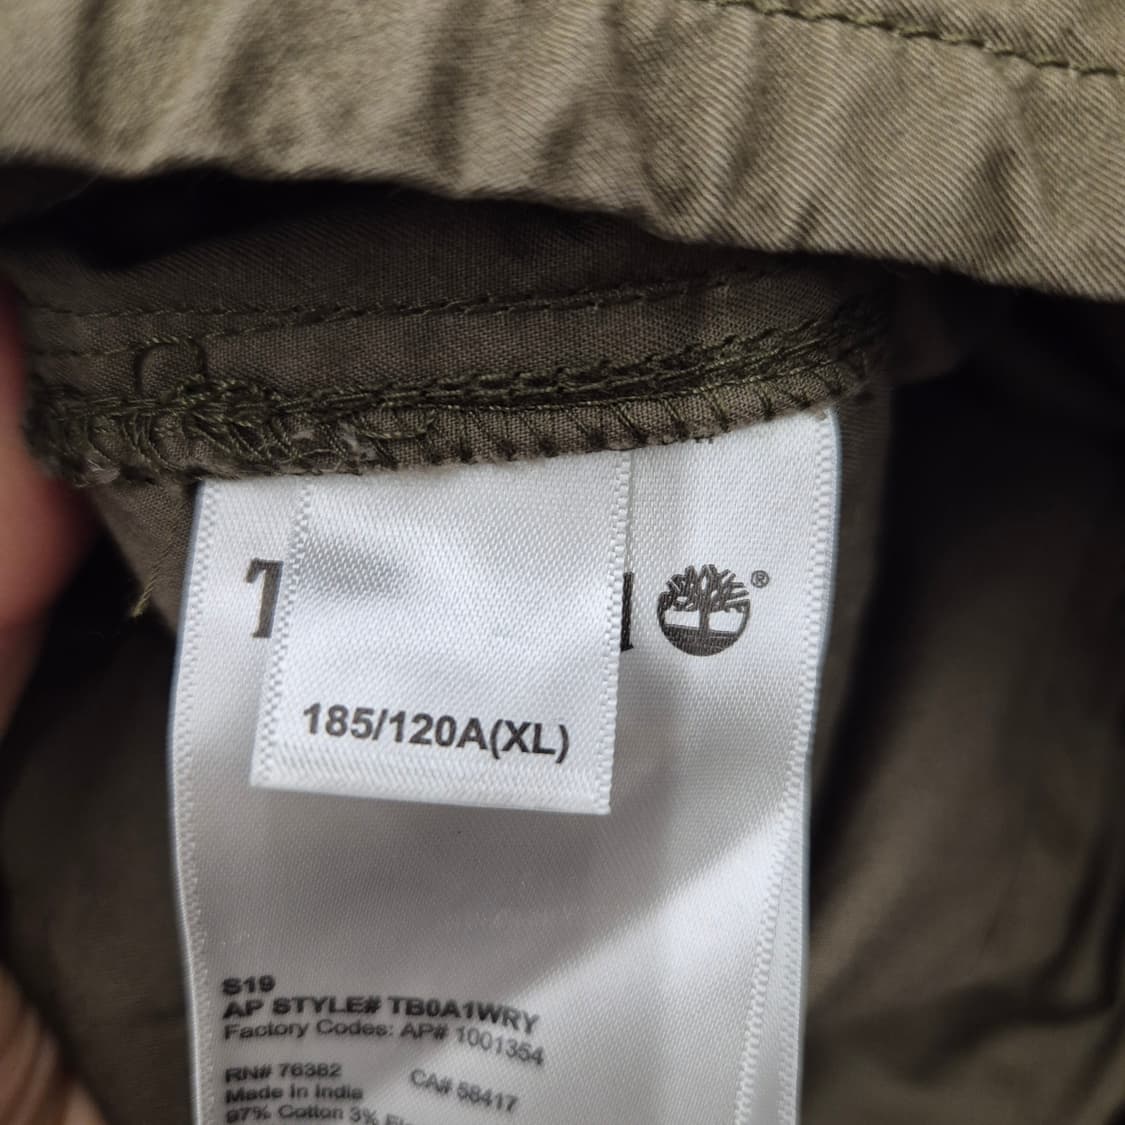 ®
185/120A(XL)
S19
AP STYLE# TB0A1WRY
Factory Codes: AP# 1001354
RN# 76382 CA# 58417
Made in India
97% Cotton 3%